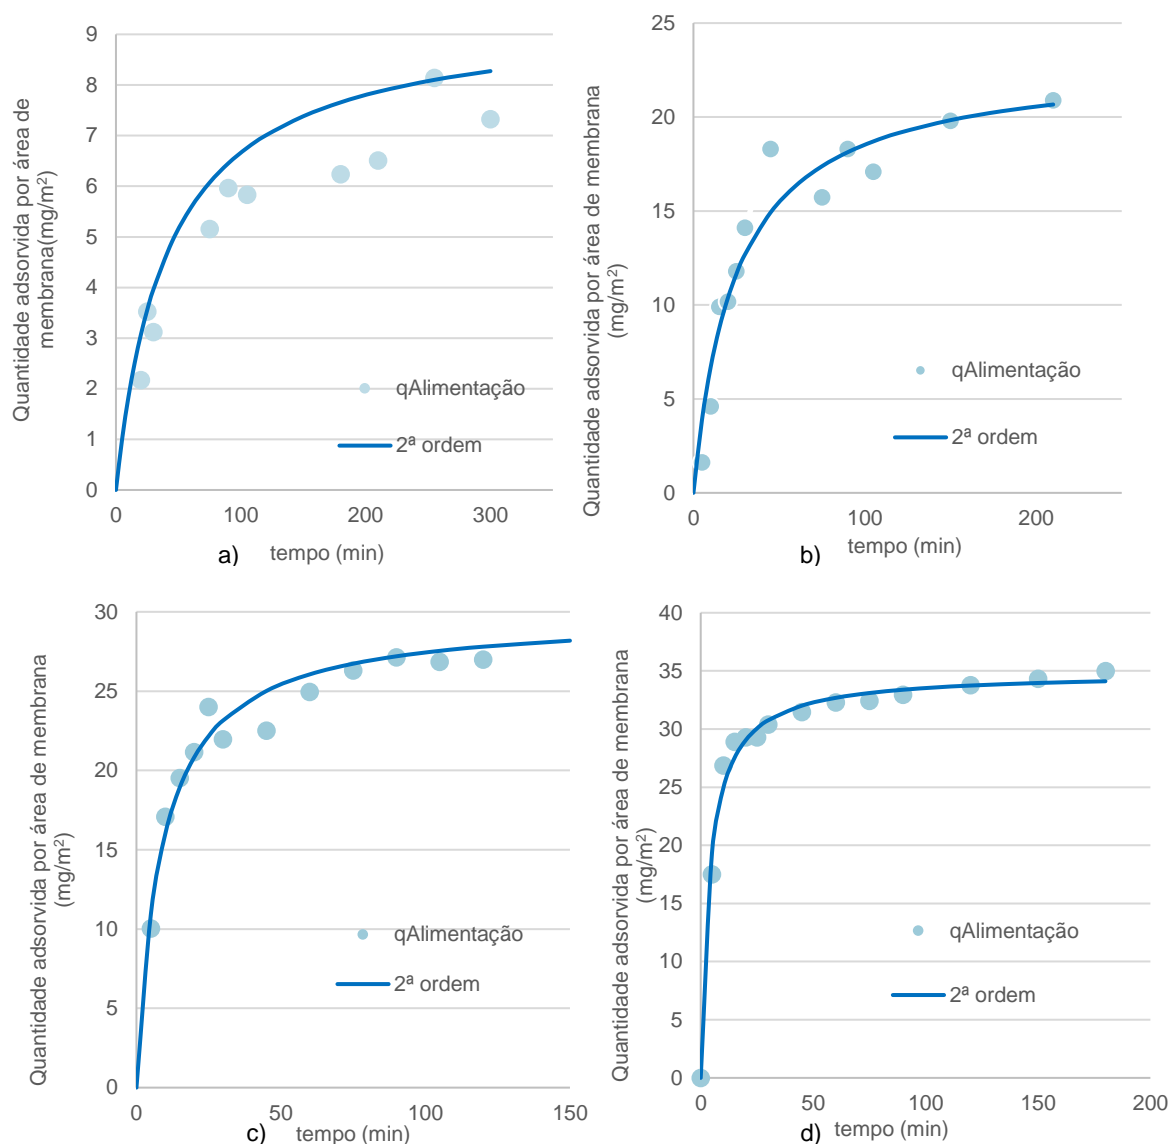 Quantidade adsorvida por área de
membrana(mg/m²)
9
8
7
6
5
4
3
2
1
0
0 100 200 300
qAlimentação
2ª ordem
a) tempo (min)
Quantidade adsorvida por área de membrana
(mg/m²)
25
20
15
10
5
0
0 100 200
qAlimentação
2ª ordem
b) tempo (min)
Quantidade adsorvida por área de membrana
(mg/m²)
30
25
20
15
10
5
0
0 50 100 150
qAlimentação
2ª ordem
c) tempo (min)
Quantidade adsorvida por área de membrana
(mg/m²)
40
35
30
25
20
15
10
5
0
0 50 100 150 200
qAlimentação
2ª ordem
d) tempo (min)